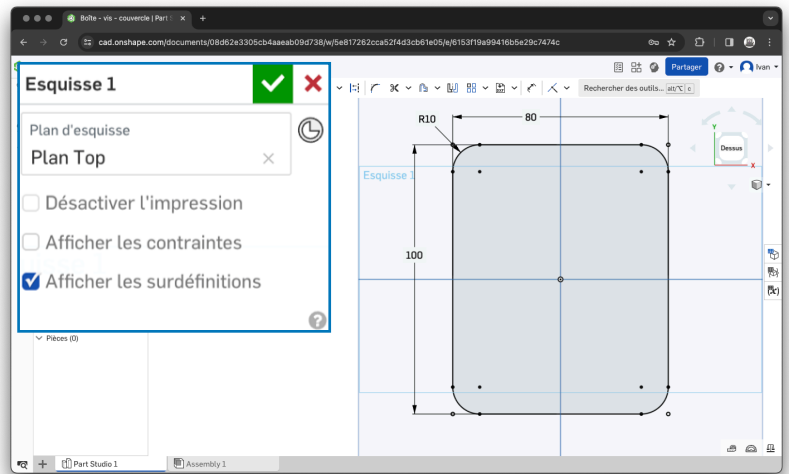 Boîte - vis - couvercle | Part S
cad.onshape.com/documents/08d62e3305cb4aaeab09d738/w/5e817262cca52f4d3cb61e05/e/6153f19a99416b5e29c7474c
Partager
Ivan
Rechercher des outils... alt/⌥ c
Esquisse 1
Plan d'esquisse
Plan Top
Désactiver l'impression
Afficher les contraintes
Afficher les surdéfinitions
Pièces (0)
R10
80
Esquisse 1
100
Y
Dessus
X
Part Studio 1
Assembly 1